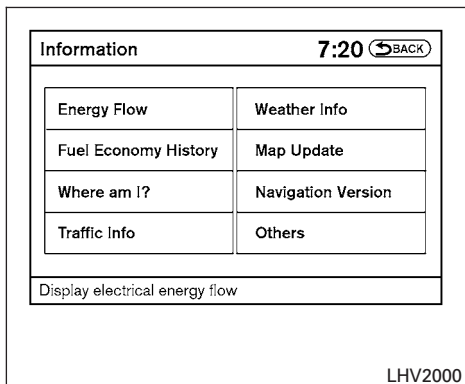 Information 7:20 BACK
Energy Flow Weather Info
Fuel Economy History Map Update
Where am I? Navigation Version
Traffic Info Others
Display electrical energy flow
LHV2000